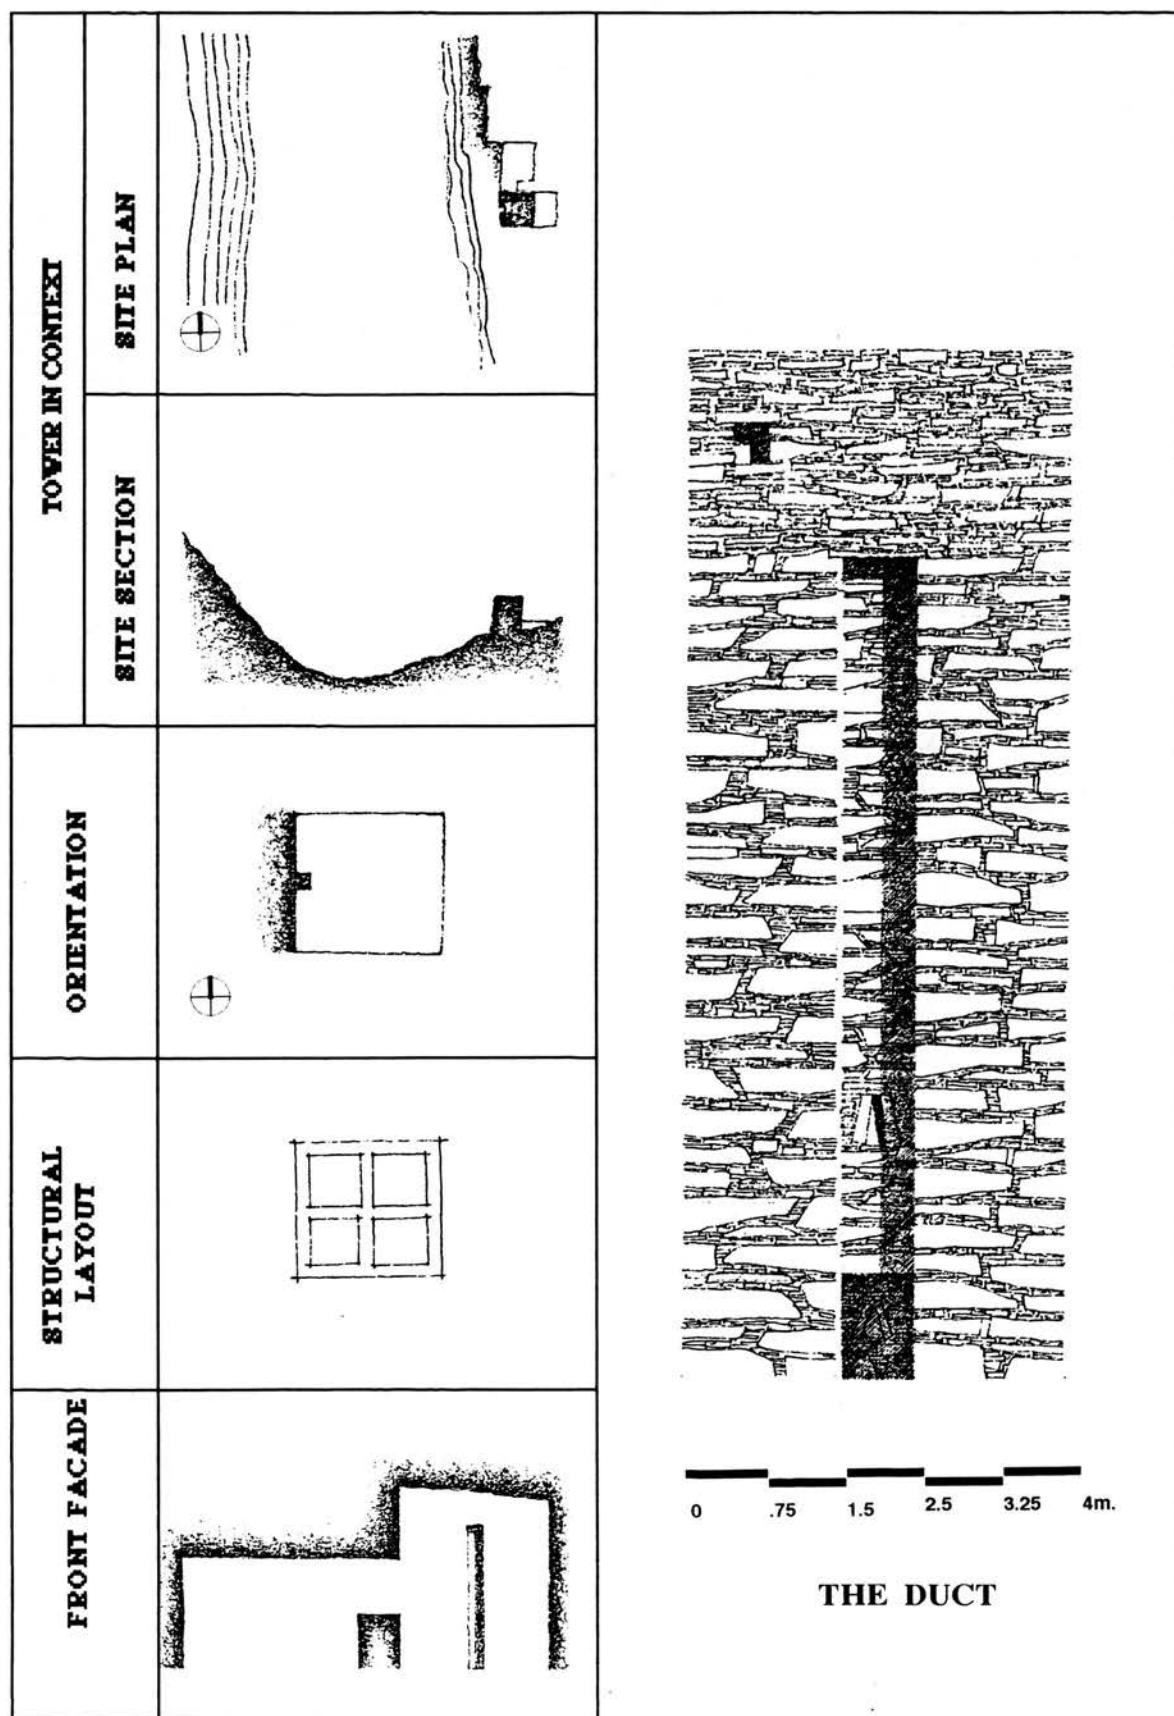 TOWER IN CONTEXT
SITE PLAN
SITE SECTION
ORIENTATION
STRUCTURAL
LAYOUT
FRONT FACADE
0 .75 1.5 2.5 3.25 4m.
THE DUCT